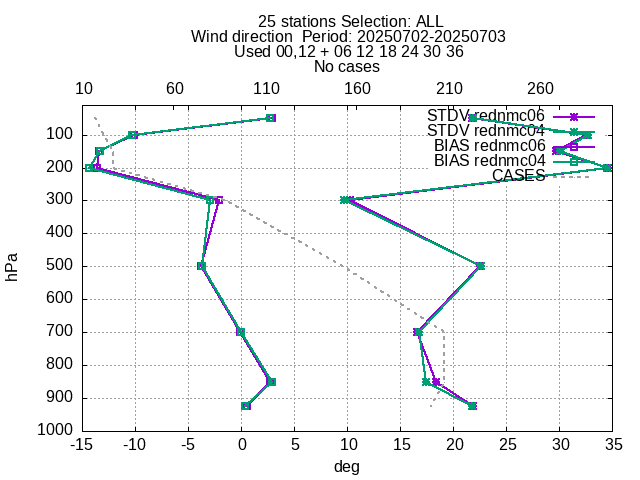 25 stations Selection: ALL
Wind direction  Period: 20250702-20250703
Used 00,12 + 06 12 18 24 30 36
No cases
10 60 110 160 210 260
STDV rednmc06
STDV rednmc04
BIAS rednmc06
BIAS rednmc04
CASES
100
200
300
400
500
600
700
800
900
1000
hPa
-15 -10 -5 0 5 10 15 20 25 30 35
deg